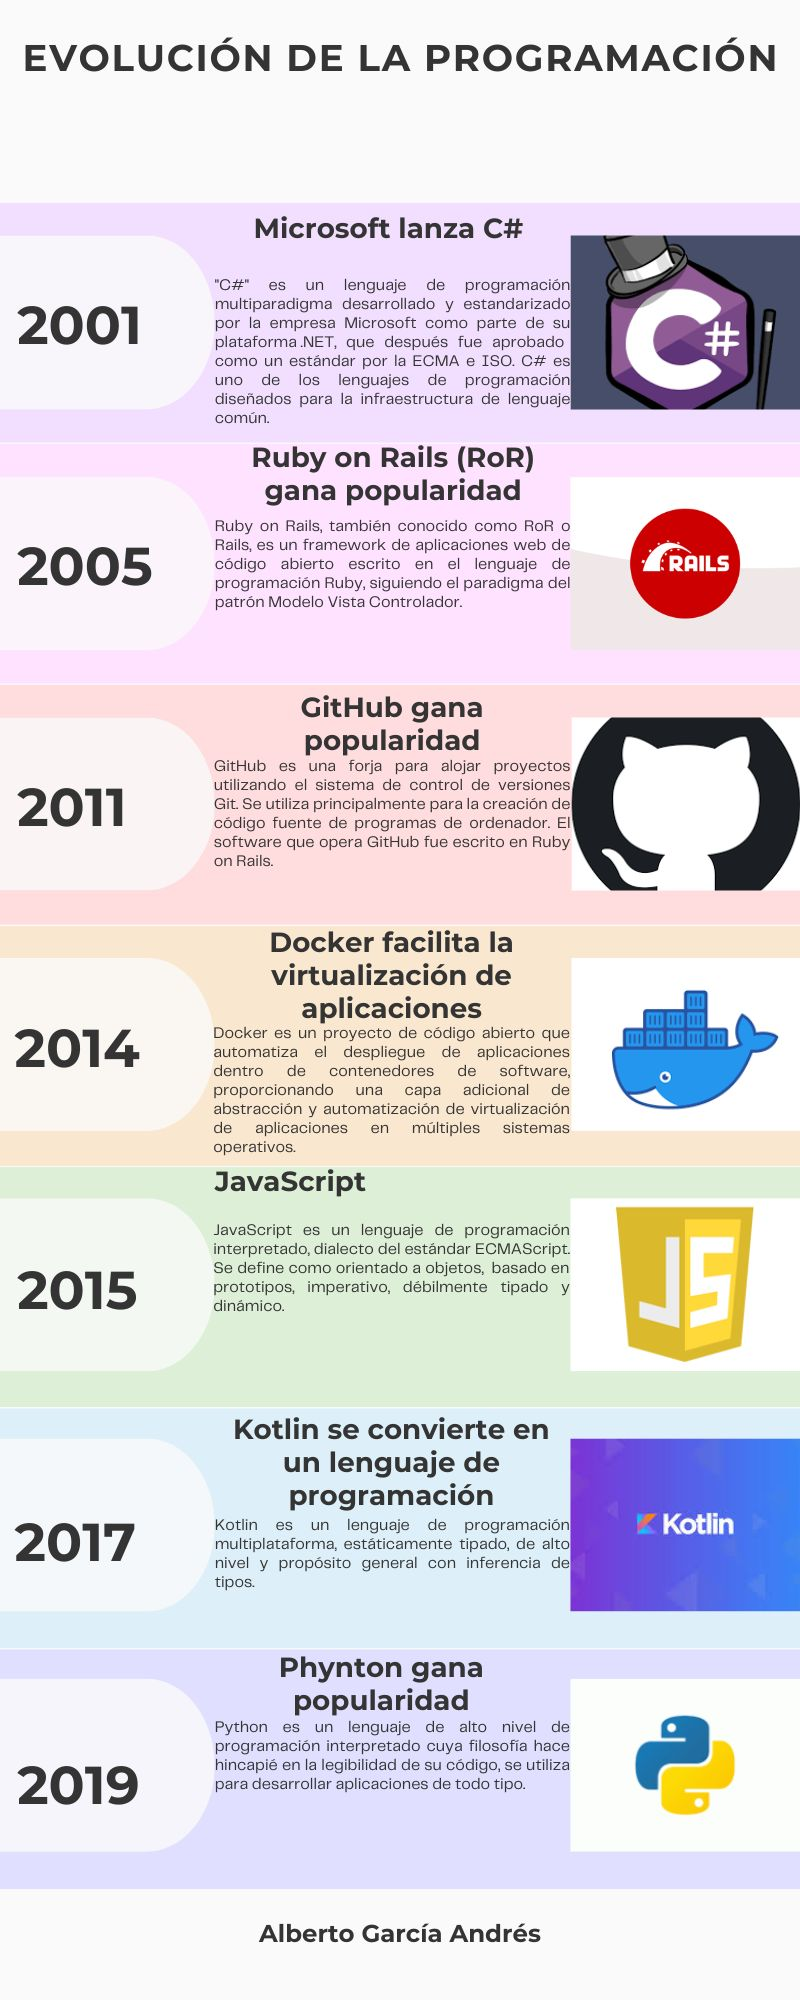 EVOLUCIÓN DE LA PROGRAMACIÓN
Microsoft lanza C#
2001
"C#" es un lenguaje de programación
multiparadigma desarrollado y estandarizado
por la empresa Microsoft como parte de su
plataforma .NET, que después fue aprobado
como un estándar por la ECMA e ISO. C# es
uno de los lenguajes de programación
diseñados para la infraestructura de lenguaje
común.
C#
Ruby on Rails (RoR)
gana popularidad
2005
Ruby on Rails, también conocido como RoR o
Rails, es un framework de aplicaciones web de
código abierto escrito en el lenguaje de
programación Ruby, siguiendo el paradigma del
patrón Modelo Vista Controlador.
RAILS
GitHub gana
popularidad
2011
GitHub es una forja para alojar proyectos
utilizando el sistema de control de versiones
Git. Se utiliza principalmente para la creación de
código fuente de programas de ordenador. El
software que opera GitHub fue escrito en Ruby
on Rails.
Docker facilita la
virtualización de
aplicaciones
2014
Docker es un proyecto de código abierto que
automatiza el despliegue de aplicaciones
dentro de contenedores de software,
proporcionando una capa adicional de
abstracción y automatización de virtualización
de aplicaciones en múltiples sistemas
operativos.
JavaScript
2015
JavaScript es un lenguaje de programación
interpretado, dialecto del estándar ECMAScript.
Se define como orientado a objetos, basado en
prototipos, imperativo, débilmente tipado y
dinámico.
JS
Kotlin se convierte en
un lenguaje de
programación
2017
Kotlin es un lenguaje de programación
multiplataforma, estáticamente tipado, de alto
nivel y propósito general con inferencia de
tipos.
Kotlin
Phynton gana
popularidad
2019
Python es un lenguaje de alto nivel de
programación interpretado cuya filosofía hace
hincapié en la legibilidad de su código, se utiliza
para desarrollar aplicaciones de todo tipo.
Alberto García Andrés